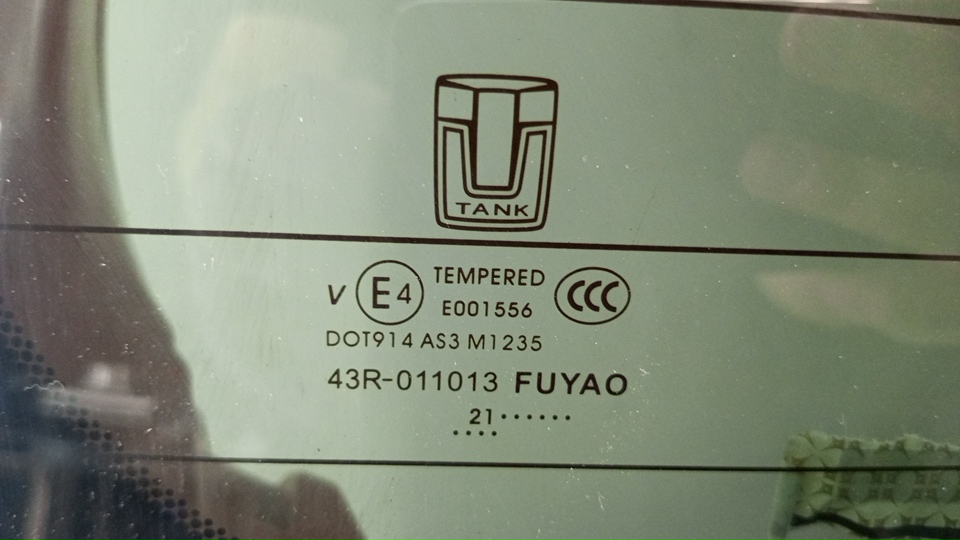 TANK
V E4 TEMPERED CCC
E001556
DOT914 AS3 M1235
43R-011013 FUYAO
21 . . . . . .
. . . .